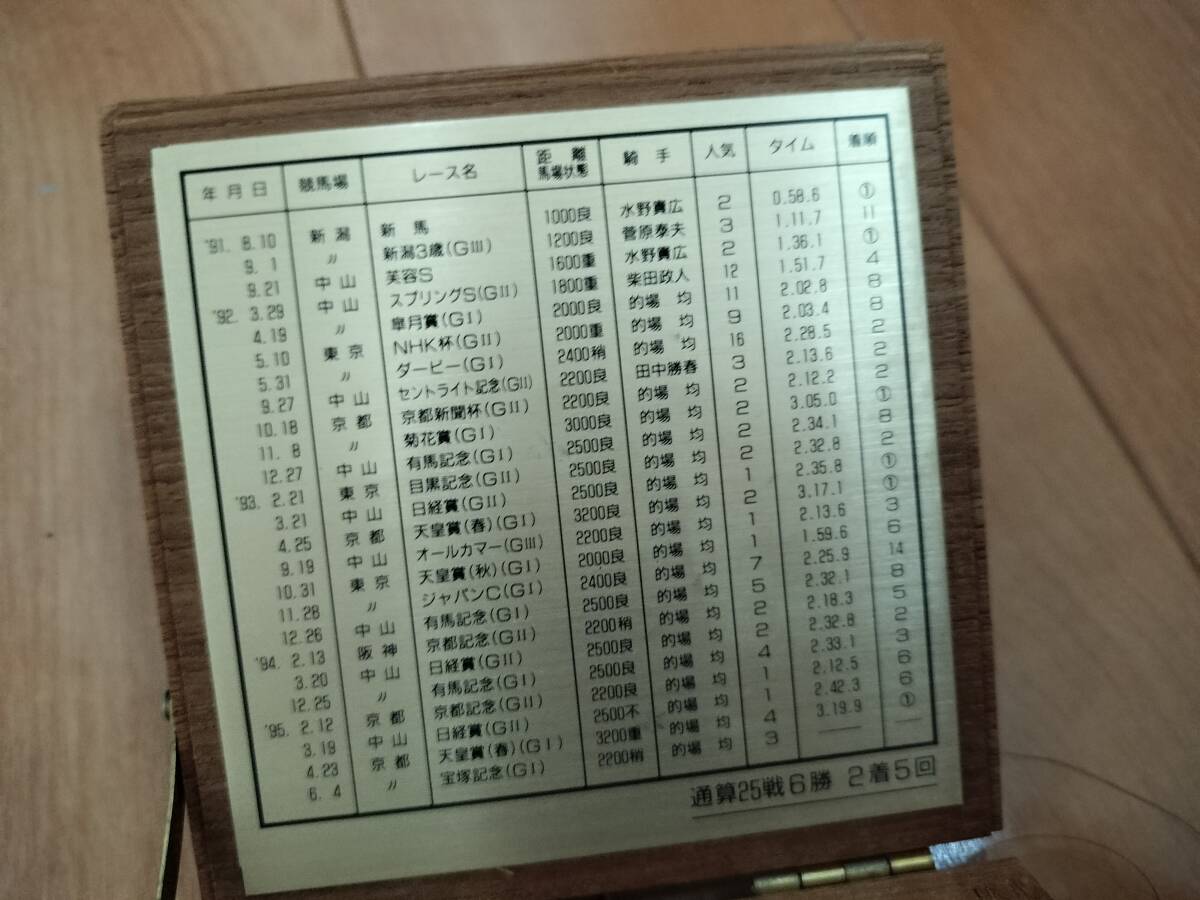 年月日 競馬場 レース名 距離 馬場状態 騎手 人気 タイム 着順
'91. 8.10 新潟 新馬 1000良 水野貴広 2 0.58.6 ①
9. 1 〃 新潟3歳(GⅢ) 1200良 菅原泰夫 3 1.11.7 11
9.21 中山 芙蓉S 1600重 水野貴広 2 1.36.1 ①
'92. 3.29 中山 スプリングS(GⅡ) 1800重 柴田政人 12 1.51.7 4
4.19 〃 皐月賞(GⅠ) 2000良 的場 均 11 2.02.8 8
5.10 東京 NHK杯(GⅡ) 2000重 的場 均 9 2.03.4 8
5.31 〃 ダービー(GⅠ) 2400稍 的場 均 16 2.28.5 2
9.27 中山 セントライト記念(GⅡ) 2200良 田中勝春 3 2.13.6 2
10.18 京都 京都新聞杯(GⅡ) 2200良 的場 均 2 2.12.2 2
11. 8 〃 菊花賞(GⅠ) 3000良 的場 均 2 3.05.0 ①
12.27 中山 有馬記念(GⅠ) 2500良 的場 均 2 2.34.1 8
'93. 2.21 東京 目黒記念(GⅡ) 2500良 的場 均 2 2.32.8 2
3.21 中山 日経賞(GⅡ) 2500良 的場 均 1 2.35.8 ①
4.25 京都 天皇賞(春)(GⅠ) 3200良 的場 均 2 3.17.1 ①
9.19 中山 オールカマー(GⅢ) 2200良 的場 均 1 2.13.6 3
10.31 東京 天皇賞(秋)(GⅠ) 2000良 的場 均 1 1.59.6 6
11.28 〃 ジャパンC(GⅠ) 2400良 的場 均 7 2.25.9 14
12.26 中山 有馬記念(GⅠ) 2500良 的場 均 5 2.32.1 8
'94. 2.13 阪神 京都記念(GⅡ) 2200稍 的場 均 2 2.18.3 5
3.20 中山 日経賞(GⅡ) 2500良 的場 均 2 2.32.8 2
12.25 〃 有馬記念(GⅠ) 2500良 的場 均 4 2.33.1 3
'95. 2.12 京都 京都記念(GⅡ) 2200良 的場 均 1 2.12.5 6
3.19 中山 日経賞(GⅡ) 2500不 的場 均 1 2.42.3 6
4.23 京都 天皇賞(春)(GⅠ) 3200重 的場 均 4 3.19.9 ①
6. 4 〃 宝塚記念(GⅠ) 2200稍 的場 均 3 —— —
通算25戦6勝 2着5回